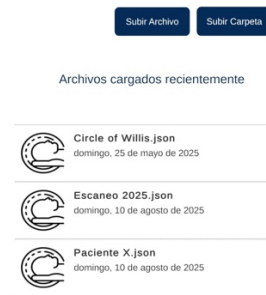 Subir Archivo
Subir Carpeta
Archivos cargados recientemente
Circle of Willis.json
domingo, 25 de mayo de 2025
Escaneo 2025.json
domingo, 10 de agosto de 2025
Paciente X.json
domingo, 10 de agosto de 2025